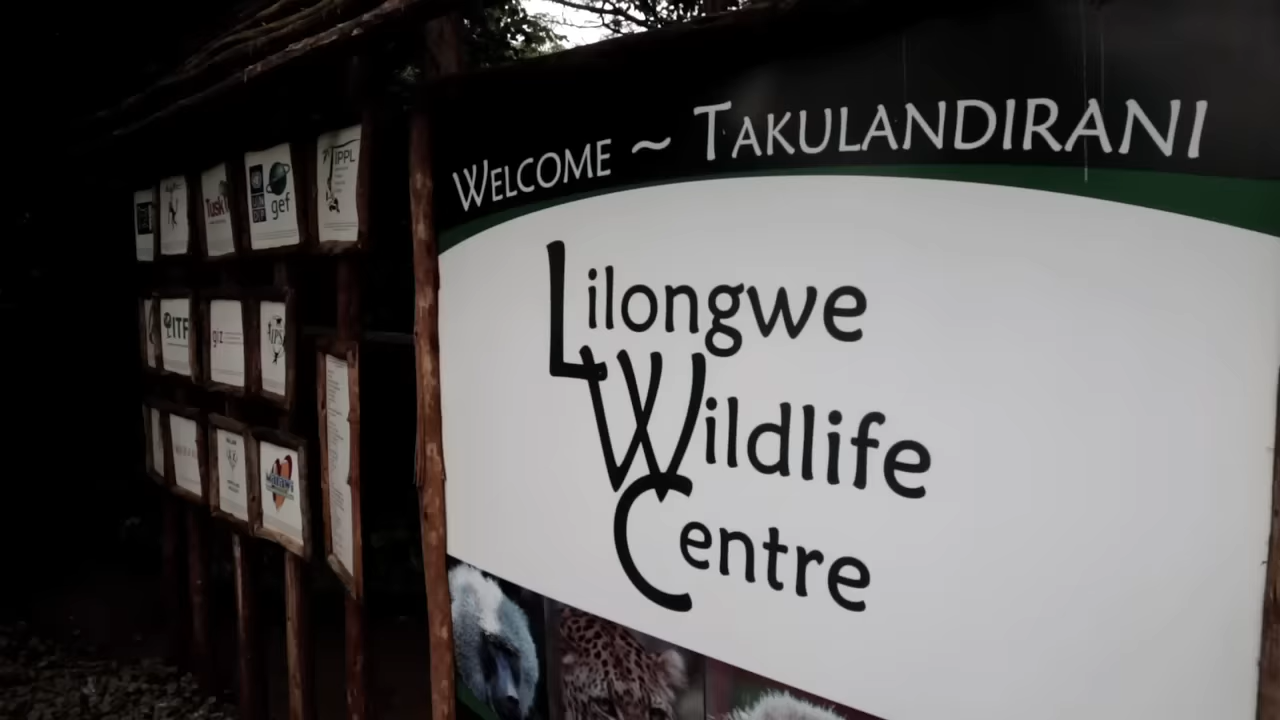 WELCOME ~ TAKULANDIRANI
Lilongwe
Wildlife
Centre
IPPL
gef
Tusk
ITF
giz